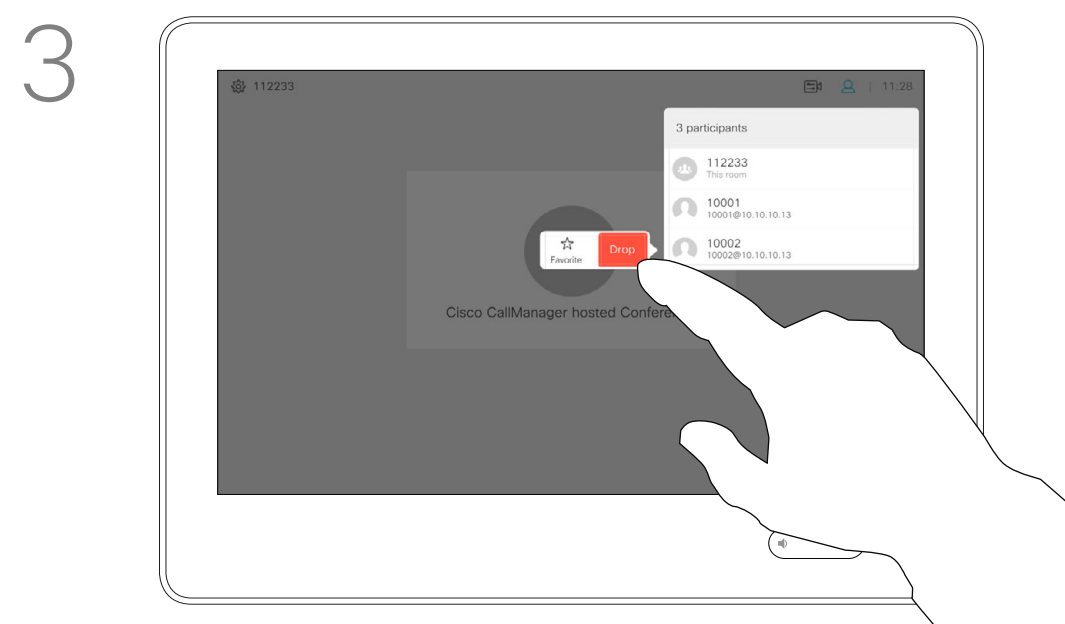 3
112233
11:28
3 participants
112233
This room
10001
10001@10.10.10.13
10002
10002@10.10.10.13
Favorite
Drop
Cisco CallManager hosted